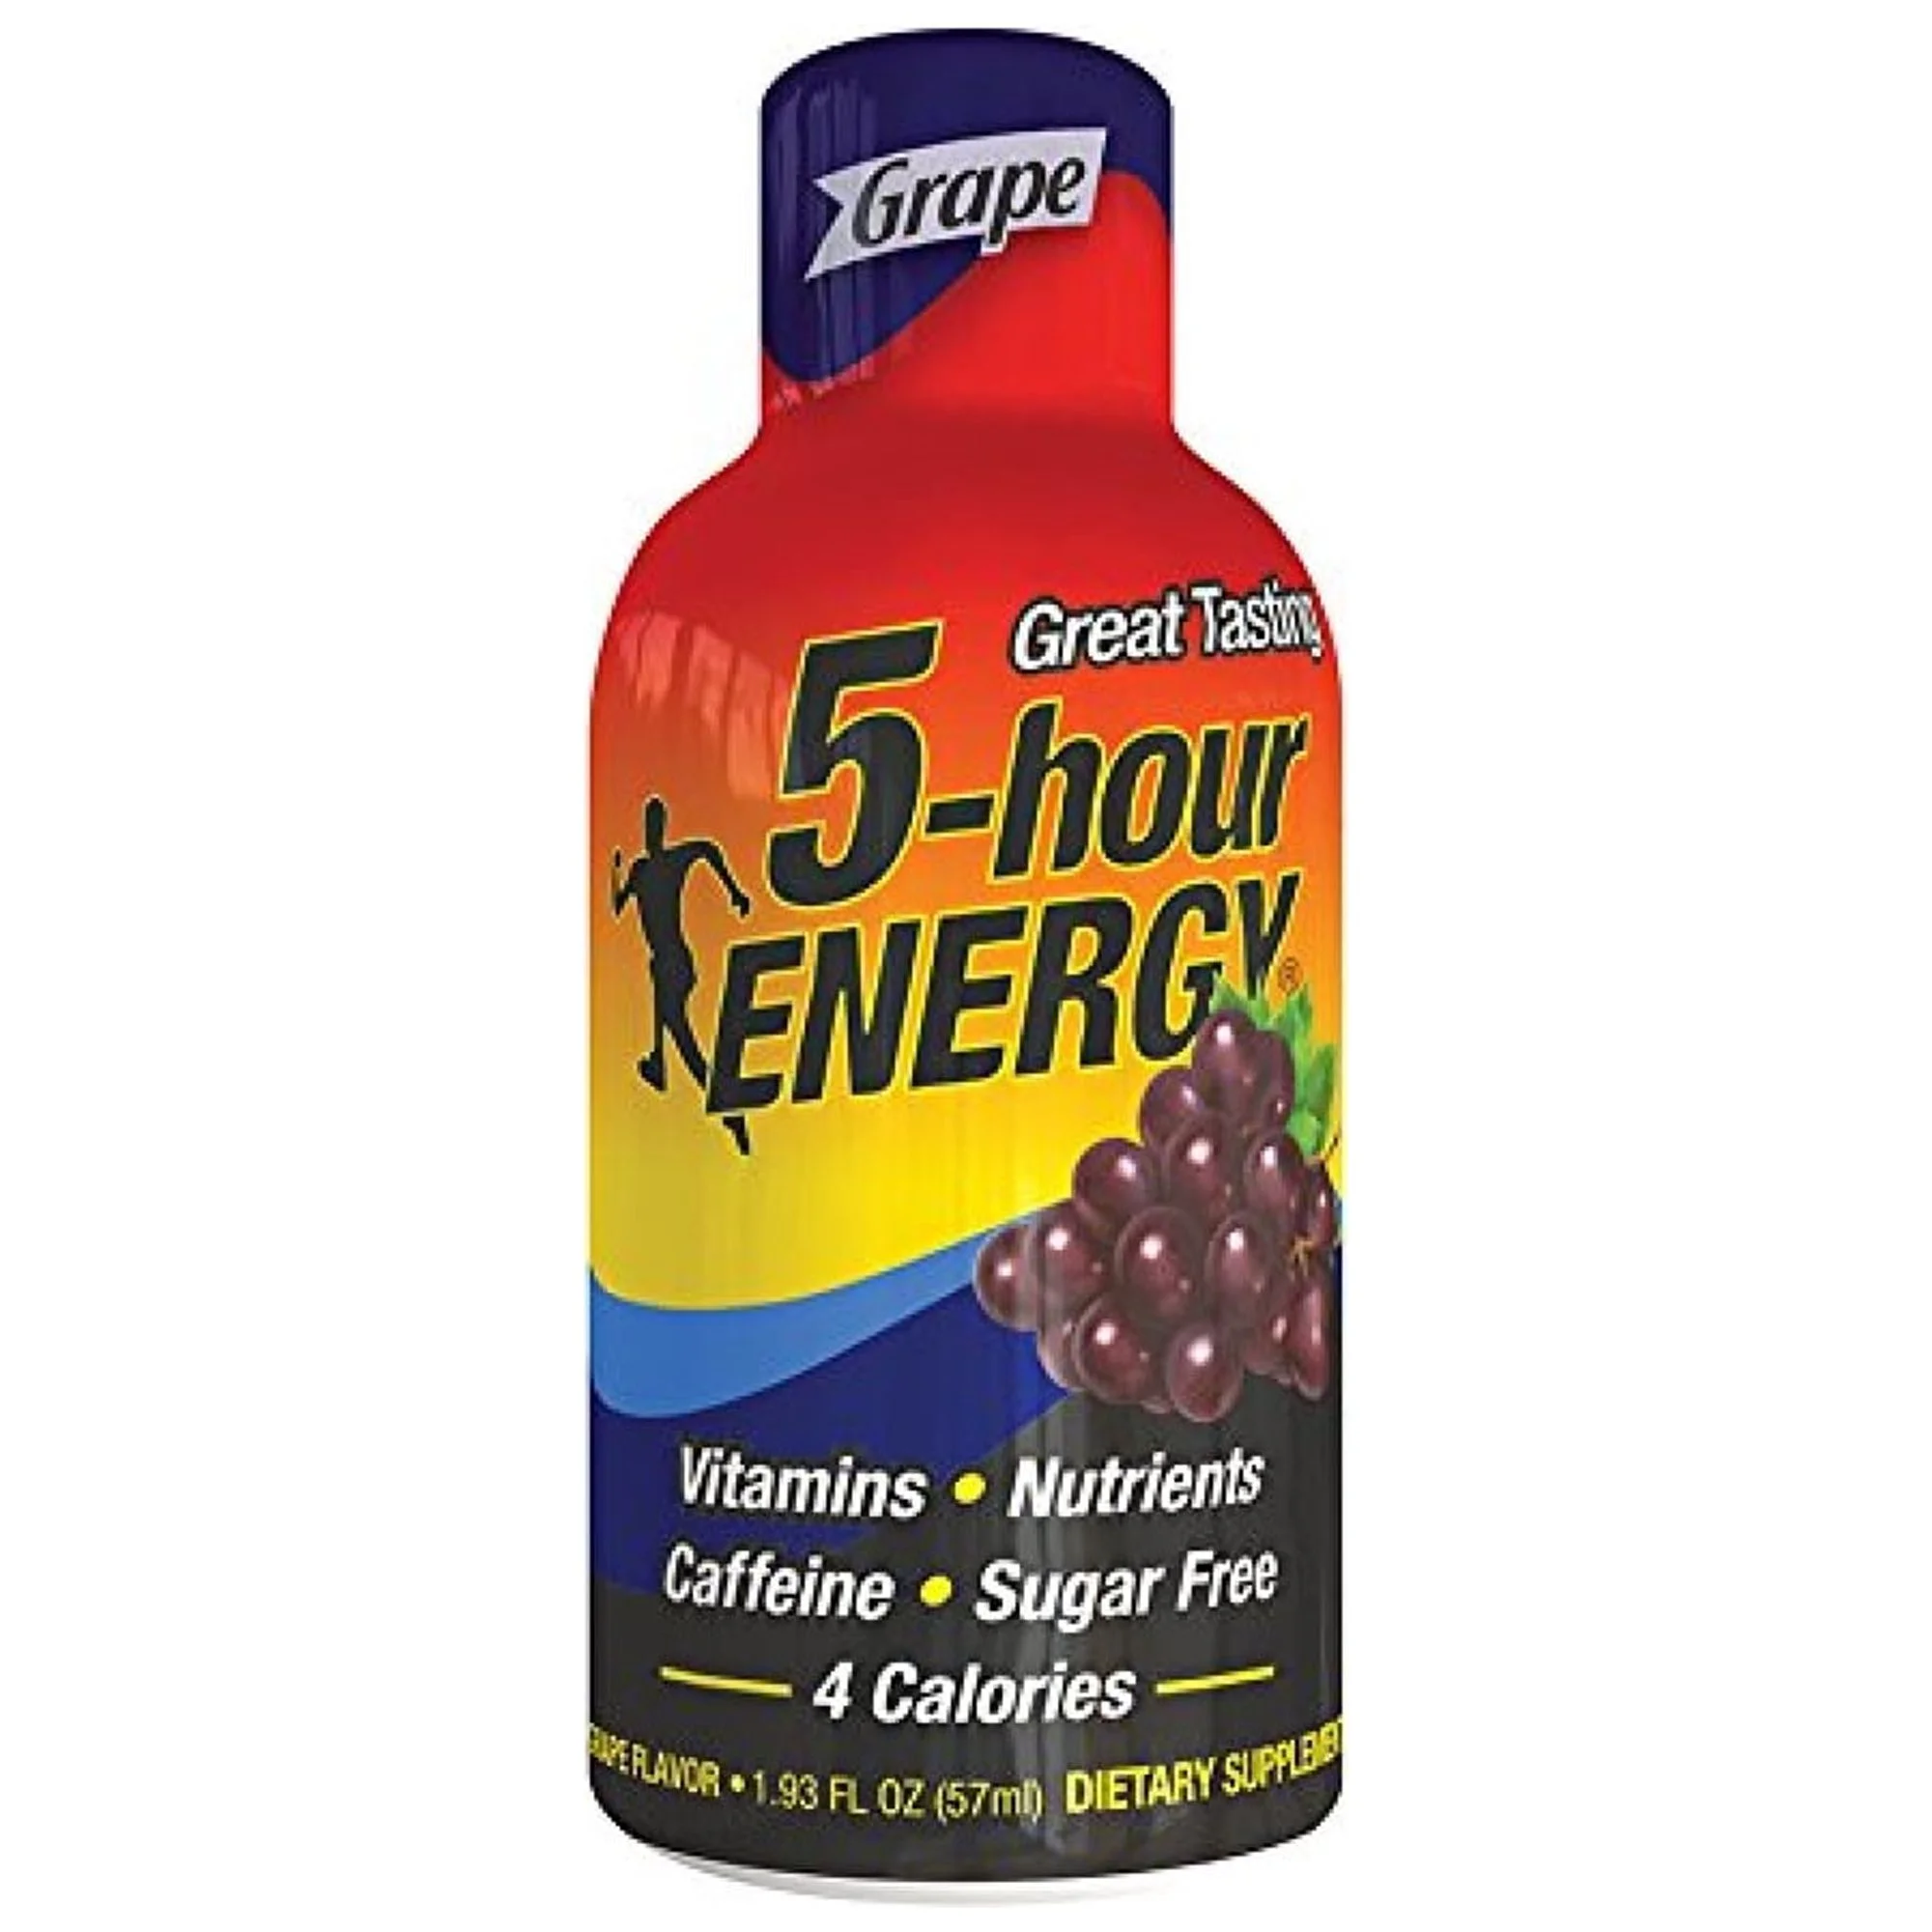 Grape
Great Tasting
5-hour
ENERGY®
Vitamins • Nutrients
Caffeine • Sugar Free
4 Calories
GRAPE FLAVOR • 1.93 FL OZ (57ml) DIETARY SUPPLEMENT